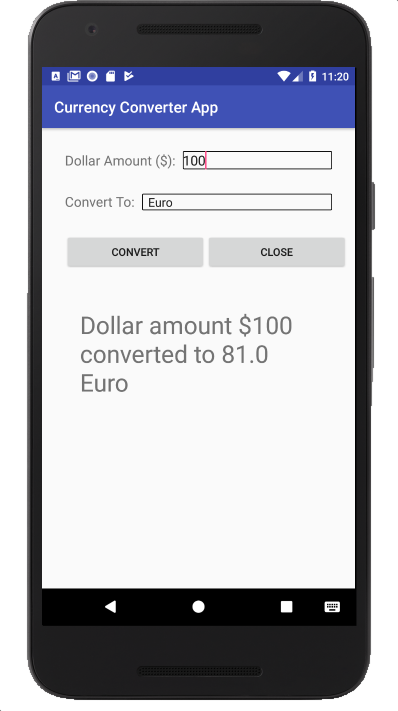 11:20
Currency Converter App
Dollar Amount ($): 100
Convert To: Euro
CONVERT CLOSE
Dollar amount $100
converted to 81.0
Euro